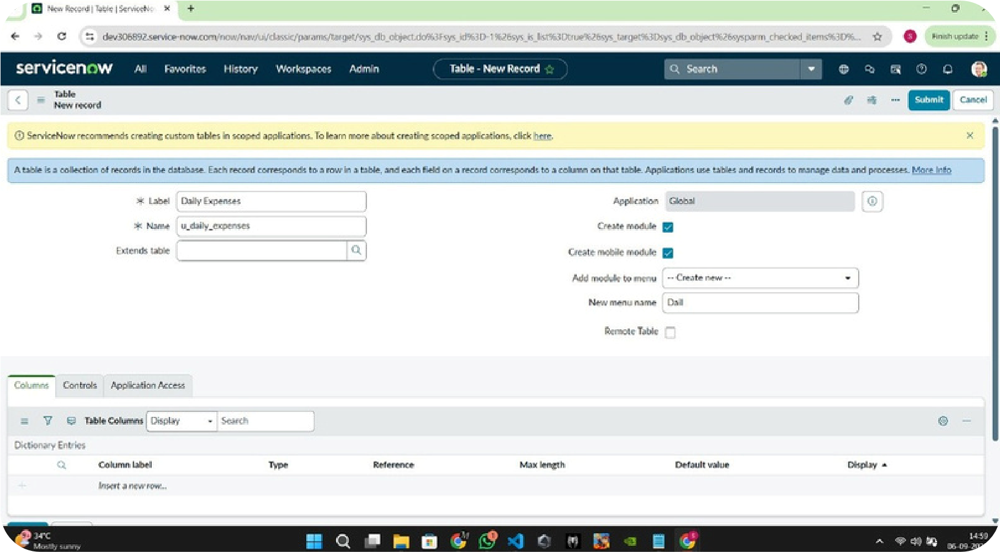 New Record | Table | ServiceNo
dev306892.service-now.com/now/nav/ui/classic/params/target/sys_db_object.do%3Fsys_id%3D-1%26sys_is_list%3Dtrue%26sys_target%3Dsys_db_object%26sysparm_checked_items%3D%...
S
Finish update
servicenow
All
Favorites
History
Workspaces
Admin
Table - New Record
Search
Table
New record
Submit
Cancel
ServiceNow recommends creating custom tables in scoped applications. To learn more about creating scoped applications, click here.
A table is a collection of records in the database. Each record corresponds to a row in a table, and each field on a record corresponds to a column on that table. Applications use tables and records to manage data and processes. More Info
Label
Daily Expenses
Application
Global
Name
u_daily_expenses
Create module
Extends table
Create mobile module
Add module to menu
-- Create new --
New menu name
Dail
Remote Table
Columns
Controls
Application Access
Table Columns
Display
Search
Dictionary Entries
Column label
Type
Reference
Max length
Default value
Display
Insert a new row...
34°C
Mostly sunny
14:59
06-09-20